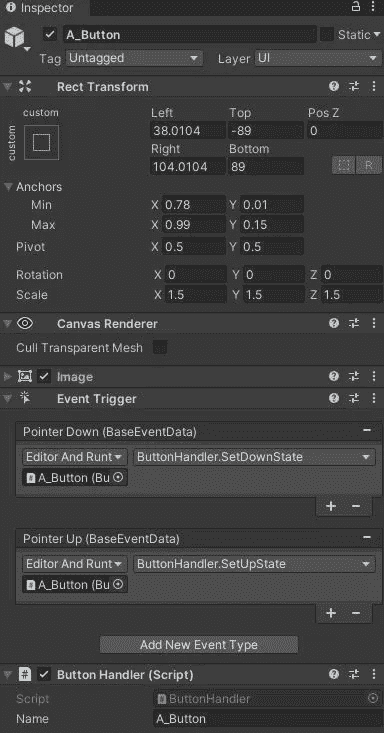 Inspector
A_Button Static
Tag Untagged Layer UI
Rect Transform
custom
custom
Left Top Pos Z
38.0104 -89 0
Right Bottom
104.0104 89 R
Anchors
Min X 0.78 Y 0.01
Max X 0.99 Y 0.15
Pivot X 0.5 Y 0.5
Rotation X 0 Y 0 Z 0
Scale X 1.5 Y 1.5 Z 1.5
Canvas Renderer
Cull Transparent Mesh
Image
Event Trigger
Pointer Down (BaseEventData)
Editor And Runt ButtonHandler.SetDownState
A_Button (Bu
Pointer Up (BaseEventData)
Editor And Runt ButtonHandler.SetUpState
A_Button (Bu
Add New Event Type
# Button Handler (Script)
Script ButtonHandler
Name A_Button